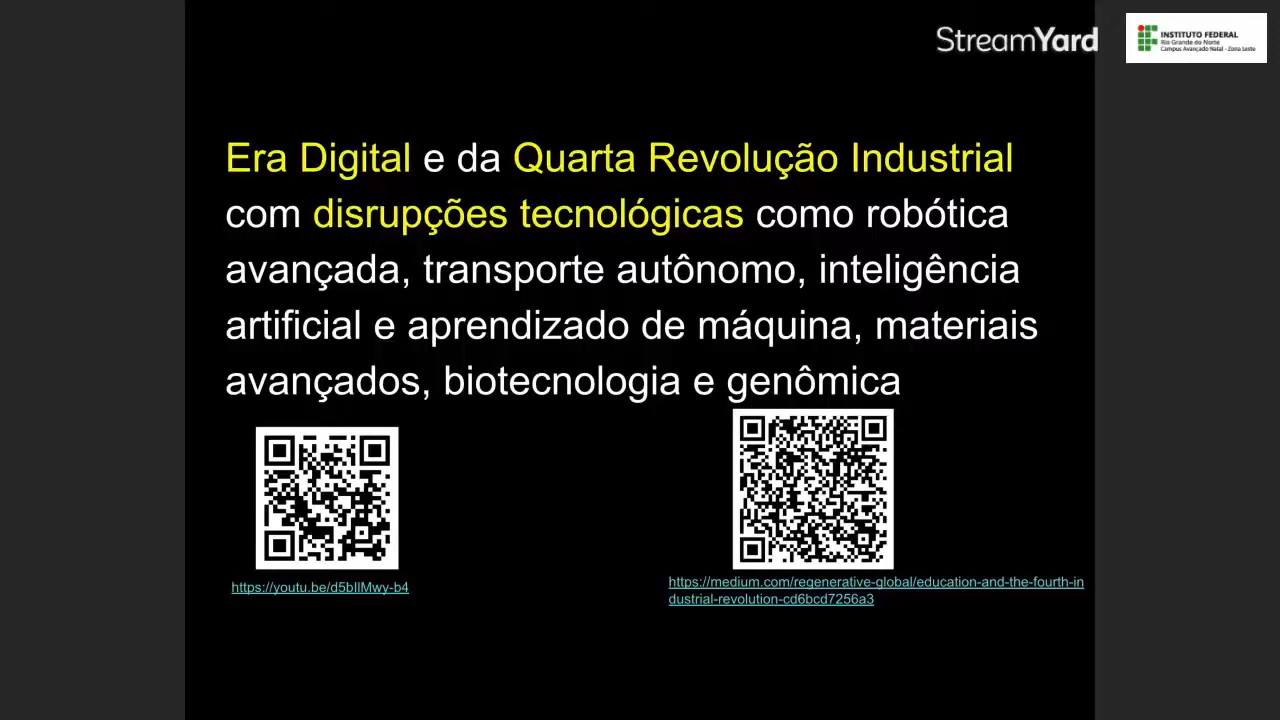 StreamYard
INSTITUTO FEDERAL
Rio Grande do Norte
Campus Avançado Natal - Zona Leste
Era Digital e da Quarta Revolução Industrial
com disrupções tecnológicas como robótica
avançada, transporte autônomo, inteligência
artificial e aprendizado de máquina, materiais
avançados, biotecnologia e genômica
https://youtu.be/d5bIlMwy-b4
https://medium.com/regenerative-global/education-and-the-fourth-in
dustrial-revolution-cd6bcd7256a3